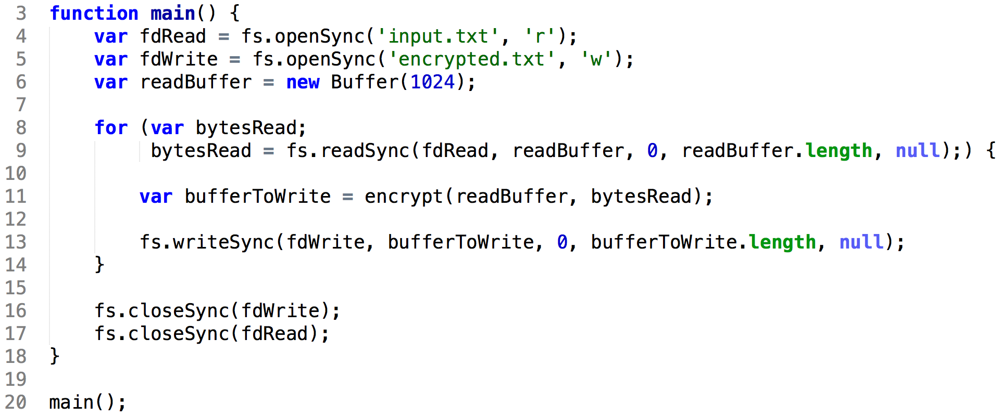 3 function main() {
4 var fdRead = fs.openSync('input.txt', 'r');
5 var fdWrite = fs.openSync('encrypted.txt', 'w');
6 var readBuffer = new Buffer(1024);
7
8 for (var bytesRead;
9 bytesRead = fs.readSync(fdRead, readBuffer, 0, readBuffer.length, null);) {
10
11 var bufferToWrite = encrypt(readBuffer, bytesRead);
12
13 fs.writeSync(fdWrite, bufferToWrite, 0, bufferToWrite.length, null);
14 }
15
16 fs.closeSync(fdWrite);
17 fs.closeSync(fdRead);
18 }
19
20 main();